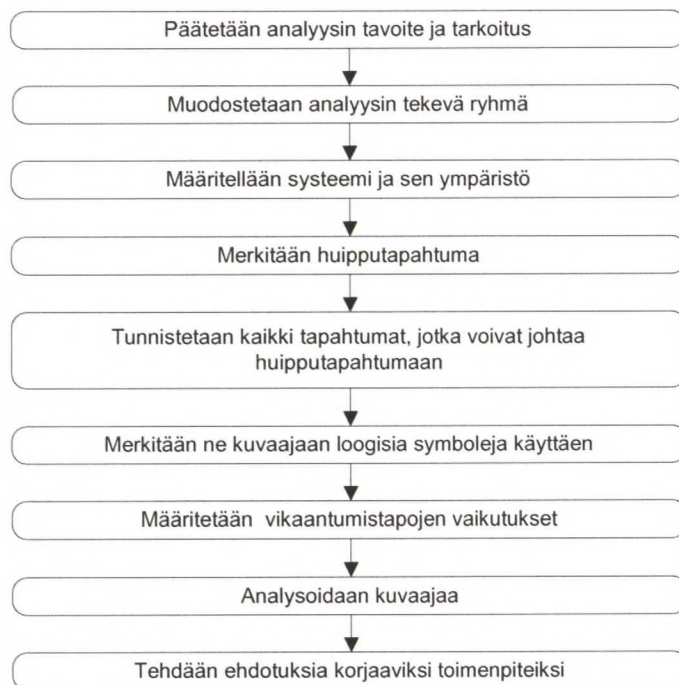 Päätetään analyysin tavoite ja tarkoitus
Muodostetaan analyysin tekevä ryhmä
Määritellään systeemi ja sen ympäristö
Merkitään huipputapahtuma
Tunnistetaan kaikki tapahtumat, jotka voivat johtaa
huipputapahtumaan
Merkitään ne kuvaajaan loogisia symboleja käyttäen
Määritetään vikaantumistapojen vaikutukset
Analysoidaan kuvaajaa
Tehdään ehdotuksia korjaaviksi toimenpiteiksi